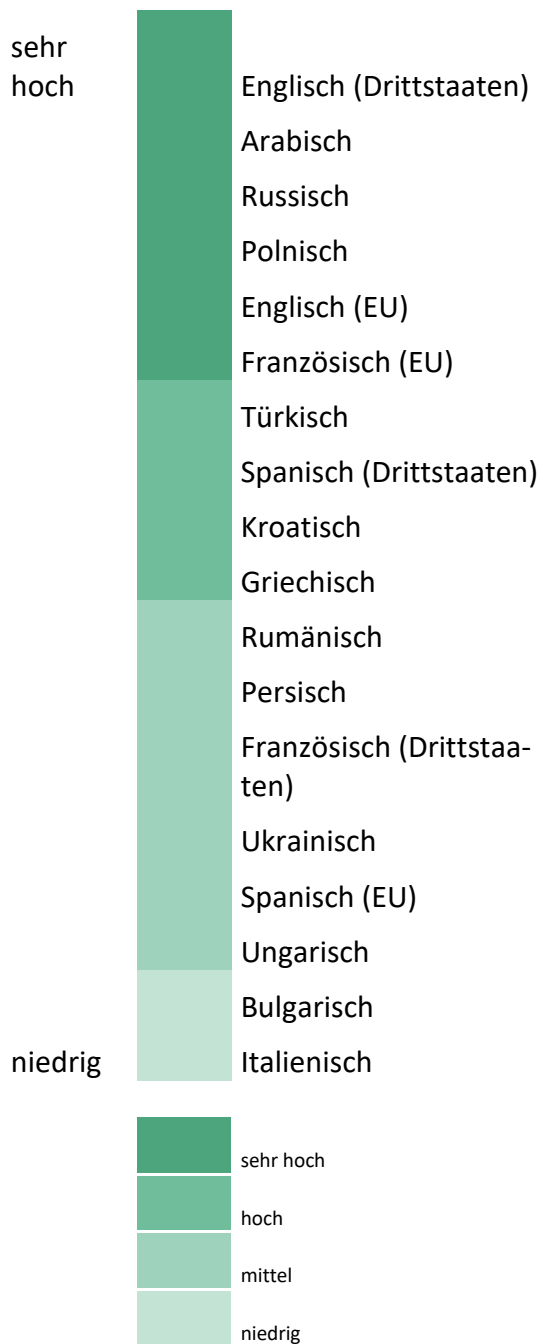 sehr
hoch
Englisch (Drittstaaten)
Arabisch
Russisch
Polnisch
Englisch (EU)
Französisch (EU)
Türkisch
Spanisch (Drittstaaten)
Kroatisch
Griechisch
Rumänisch
Persisch
Französisch (Drittstaa-
ten)
Ukrainisch
Spanisch (EU)
Ungarisch
Bulgarisch
niedrig
Italienisch
sehr hoch
hoch
mittel
niedrig